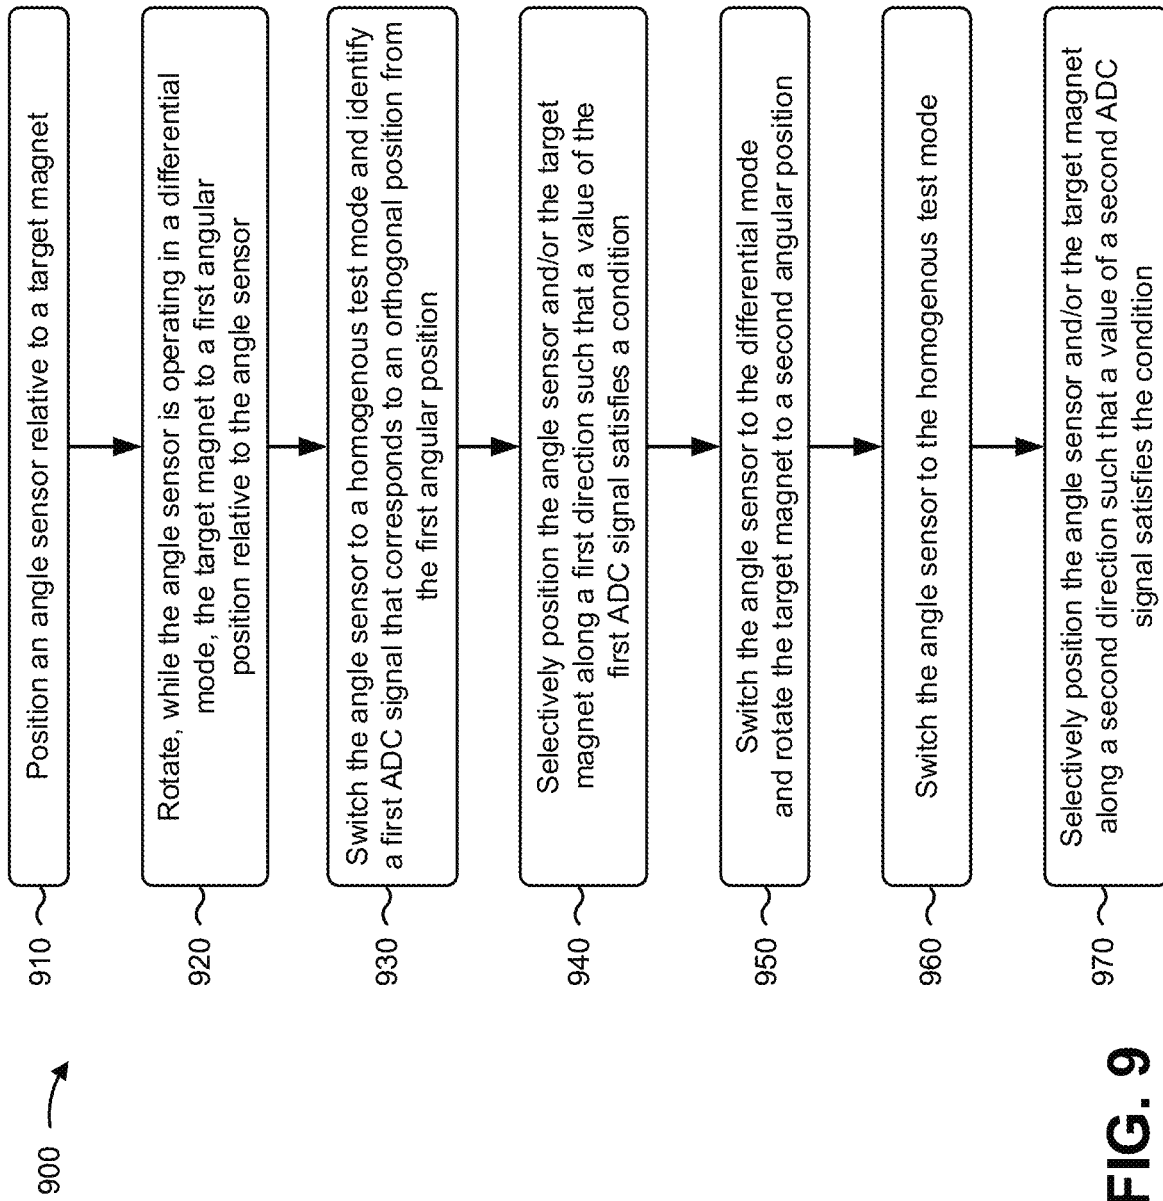 900
910
Position an angle sensor relative to a target magnet
920
Rotate, while the angle sensor is operating in a differential
mode, the target magnet to a first angular
position relative to the angle sensor
930
Switch the angle sensor to a homogenous test mode and identify
a first ADC signal that corresponds to an orthogonal position from
the first angular position
940
Selectively position the angle sensor and/or the target
magnet along a first direction such that a value of the
first ADC signal satisfies a condition
950
Switch the angle sensor to the differential mode
and rotate the target magnet to a second angular position
960
Switch the angle sensor to the homogenous test mode
970
Selectively position the angle sensor and/or the target magnet
along a second direction such that a value of a second ADC
signal satisfies the condition
FIG. 9